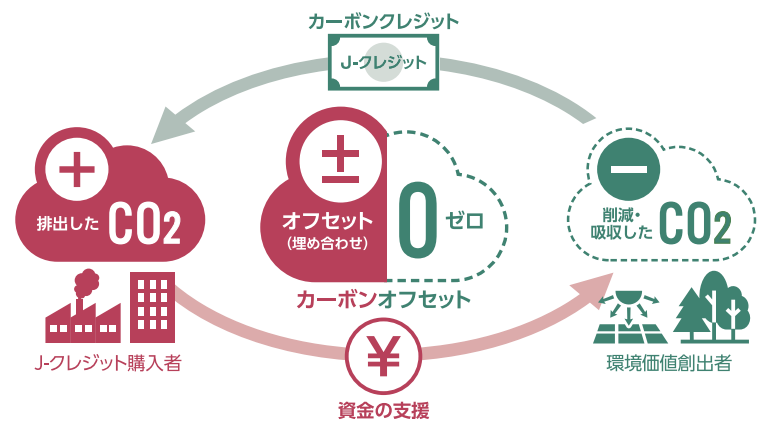 カーボンクレジット
J-クレジット
＋
排出した CO2
±
オフセット
(埋め合わせ)
0 ゼロ
カーボンオフセット
－
削減・
吸収した CO2
J-クレジット購入者
¥
資金の支援
環境価値創出者